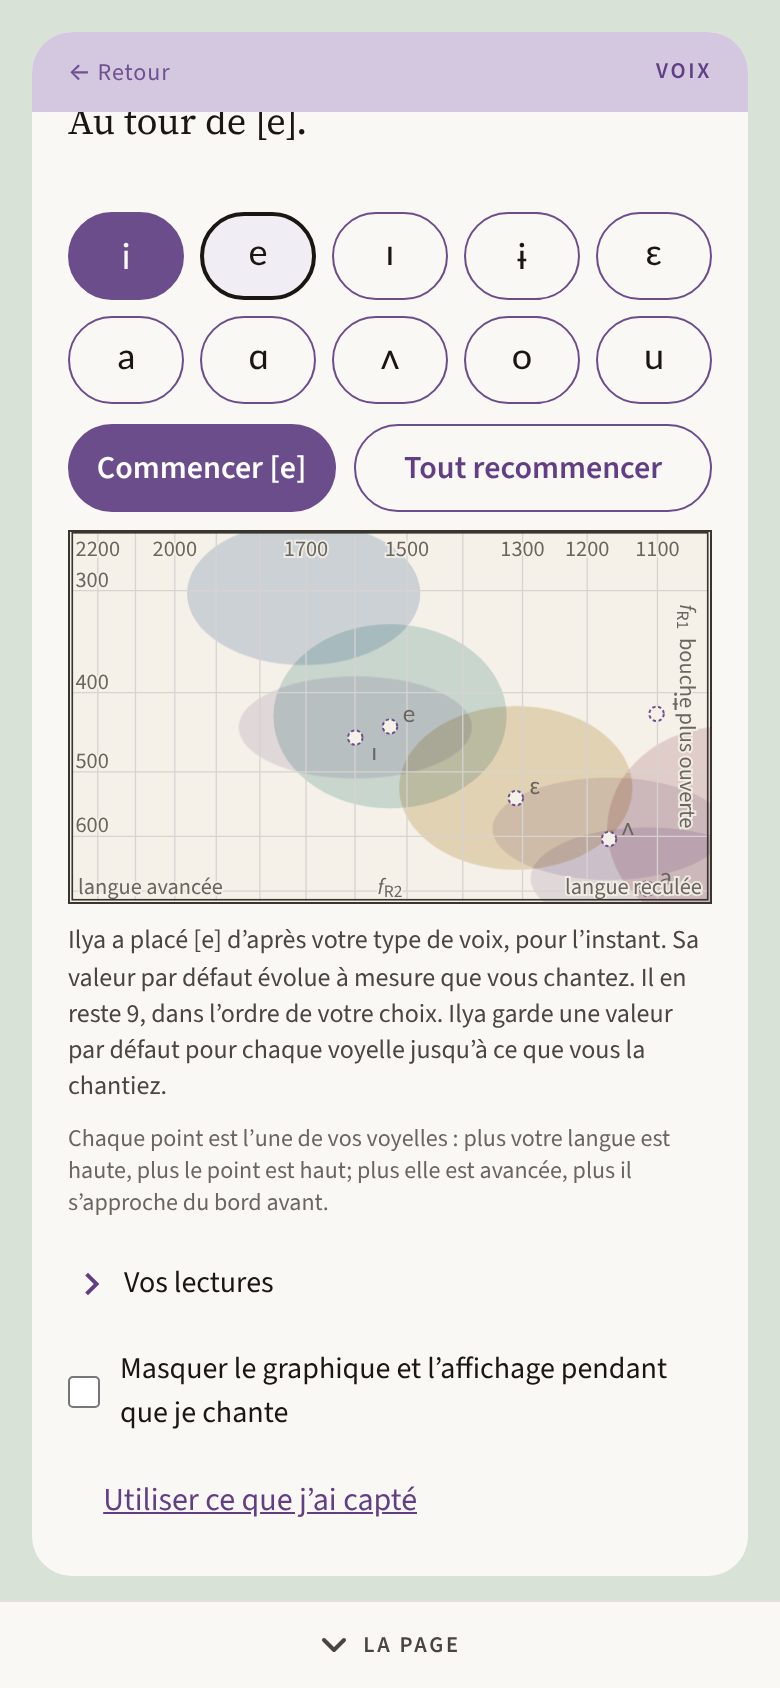 ← Retour
VOIX
Au tour de [e].
i e ɪ ɨ ɛ
a ɑ ʌ o u
Commencer [e]
Tout recommencer
2200 2000 1700 1500 1300 1200 1100
300
400
500
600
fR1 bouche plus ouverte
ɨ
e
ɪ
ɛ
ʌ
a
langue avancée
fR2
langue reculée
Ilya a placé [e] d’après votre type de voix, pour l’instant. Sa
valeur par défaut évolue à mesure que vous chantez. Il en
reste 9, dans l’ordre de votre choix. Ilya garde une valeur
par défaut pour chaque voyelle jusqu’à ce que vous la
chantiez.
Chaque point est l’une de vos voyelles : plus votre langue est
haute, plus le point est haut; plus elle est avancée, plus il
s’approche du bord avant.
Vos lectures
Masquer le graphique et l’affichage pendant
que je chante
Utiliser ce que j’ai capté
LA PAGE